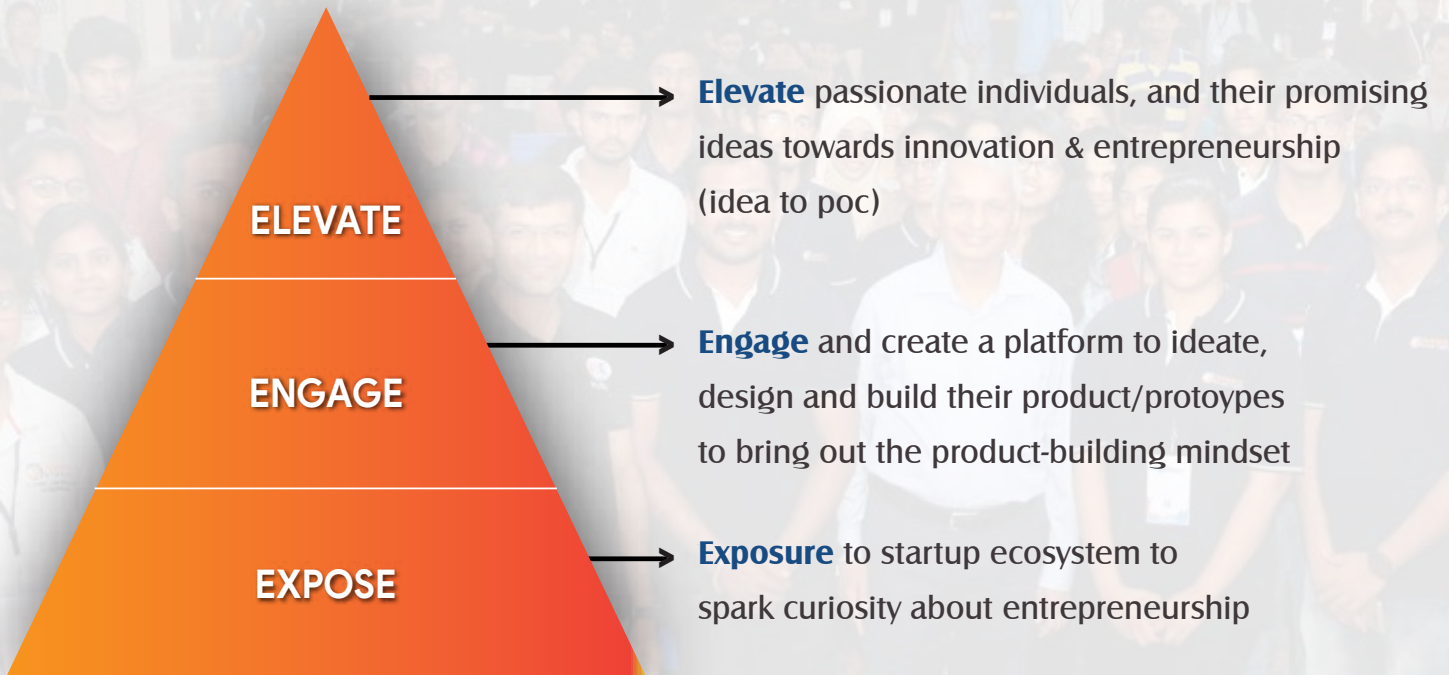 Elevate passionate individuals, and their promising
ideas towards innovation & entrepreneurship
(idea to poc)
ELEVATE
Engage and create a platform to ideate,
design and build their product/protoypes
to bring out the product-building mindset
ENGAGE
Exposure to startup ecosystem to
spark curiosity about entrepreneurship
EXPOSE